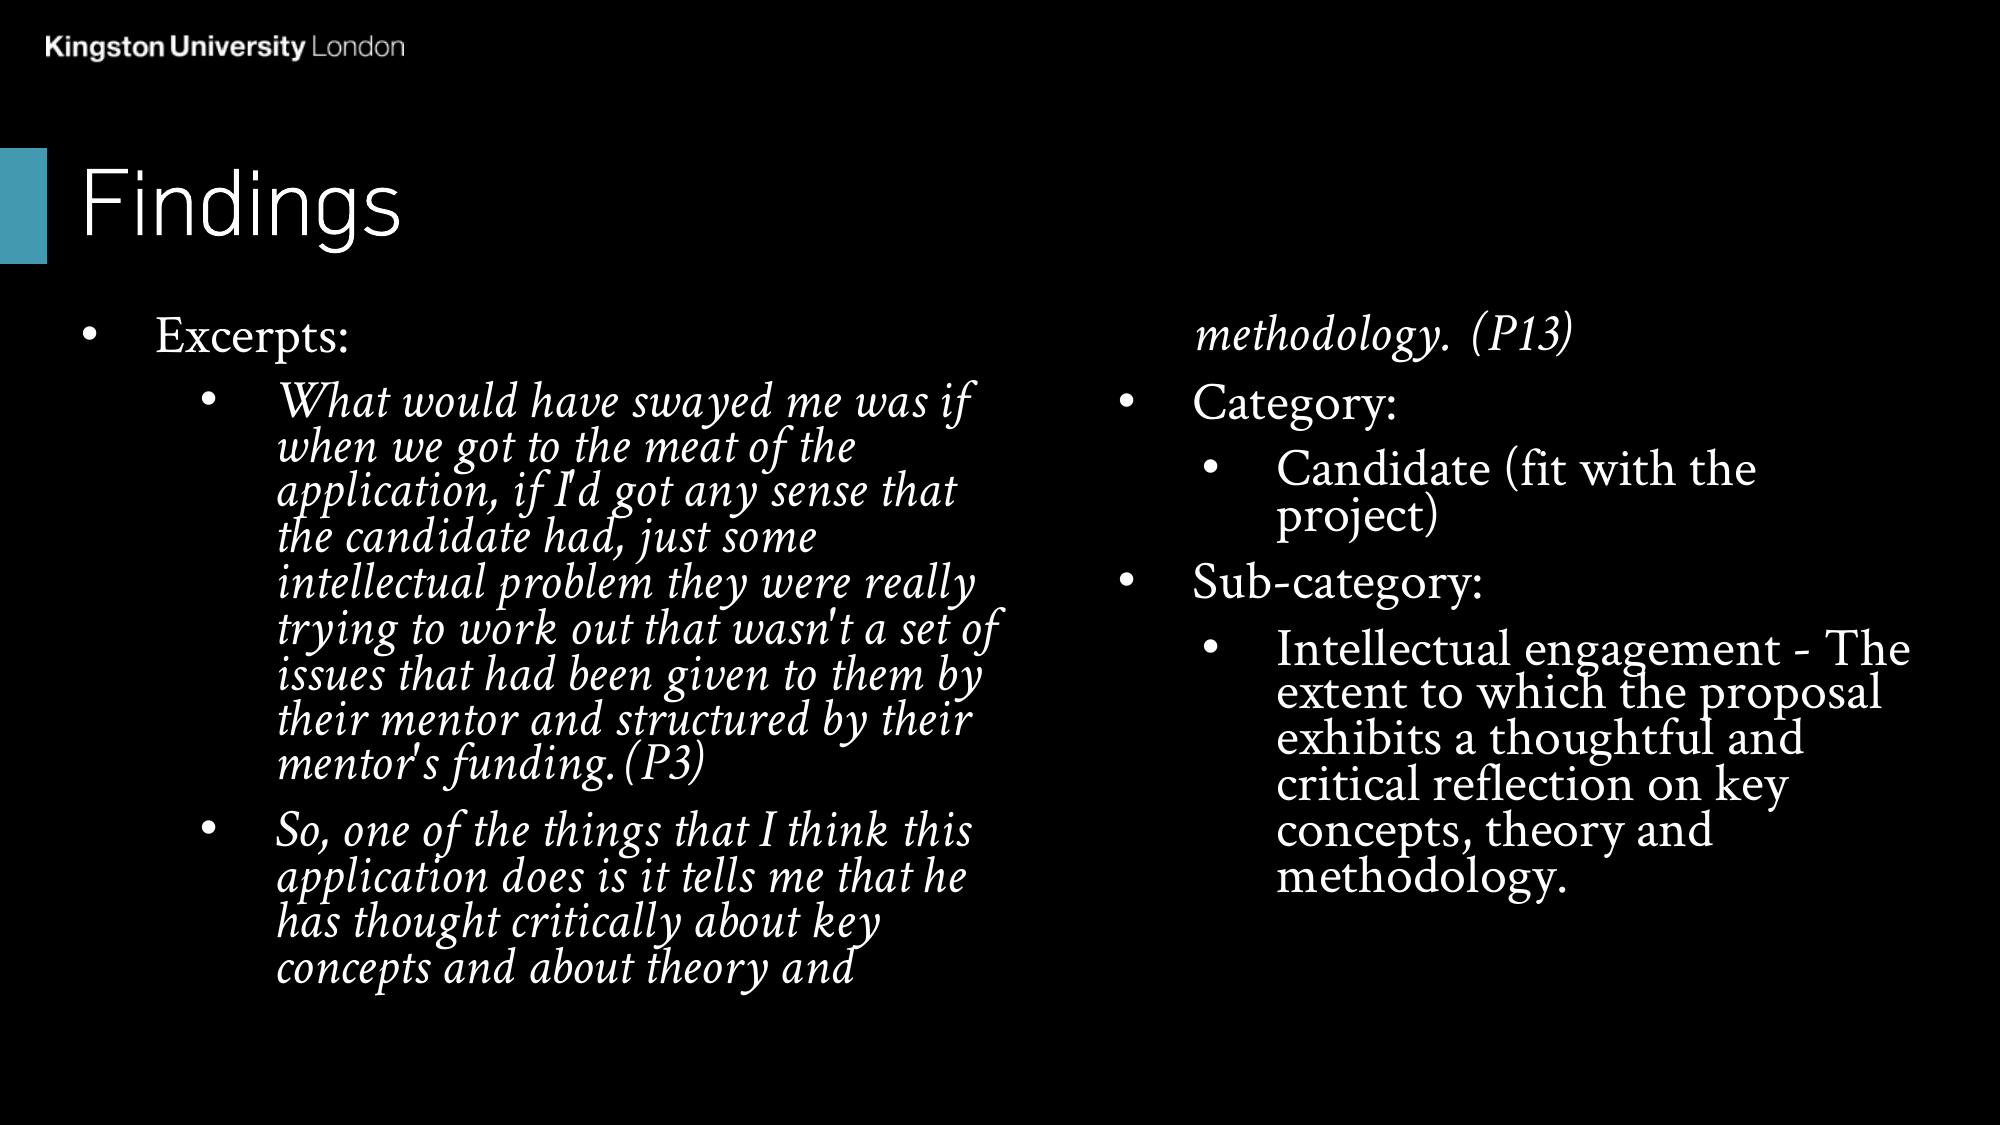 Kingston University London
Findings
• Excerpts:
• What would have swayed me was if
when we got to the meat of the
application, if I'd got any sense that
the candidate had, just some
intellectual problem they were really
trying to work out that wasn't a set of
issues that had been given to them by
their mentor and structured by their
mentor's funding. (P3)
• So, one of the things that I think this
application does is it tells me that he
has thought critically about key
concepts and about theory and
methodology. (P13)
• Category:
• Candidate (fit with the
project)
• Sub-category:
• Intellectual engagement - The
extent to which the proposal
exhibits a thoughtful and
critical reflection on key
concepts, theory and
methodology.